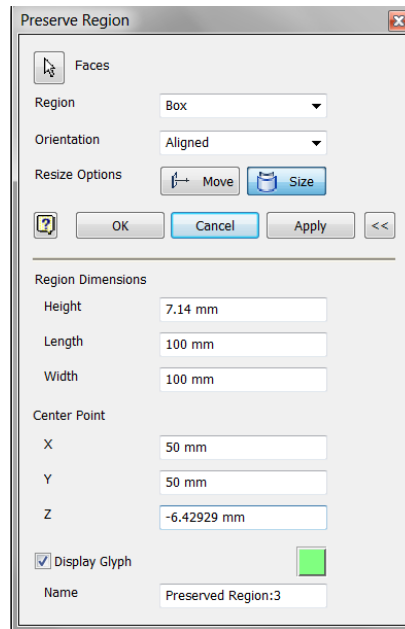 Preserve Region
Faces
Region
Box
Orientation
Aligned
Resize Options
Move
Size
OK
Cancel
Apply
<<
Region Dimensions
Height
7.14 mm
Length
100 mm
Width
100 mm
Center Point
X
50 mm
Y
50 mm
Z
-6.42929 mm
Display Glyph
Name
Preserved Region:3